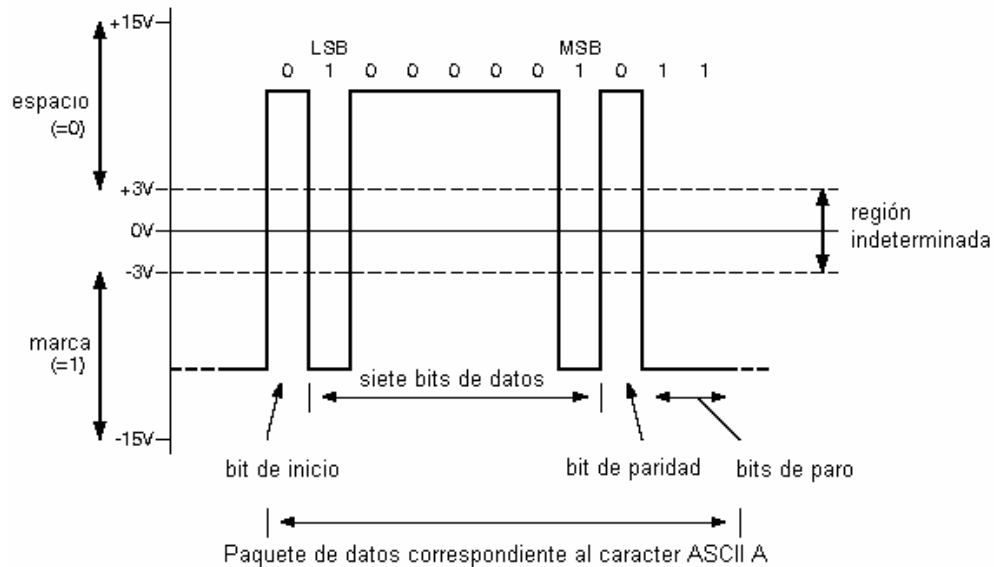 +15V
LSB MSB
0 1 0 0 0 0 0 1 0 1 1
espacio
(=0)
+3V
región
indeterminada
0V
-3V
marca
(=1)
siete bits de datos
-15V
bit de inicio
bit de paridad
bits de paro
Paquete de datos correspondiente al caracter ASCII A